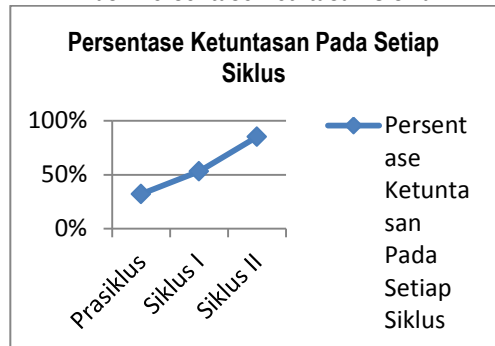 Persentase Ketuntasan Pada Setiap
Siklus
100%
50%
0%
Prasiklus
Siklus I
Siklus II
Persent
ase
Ketunta
san
Pada
Setiap
Siklus